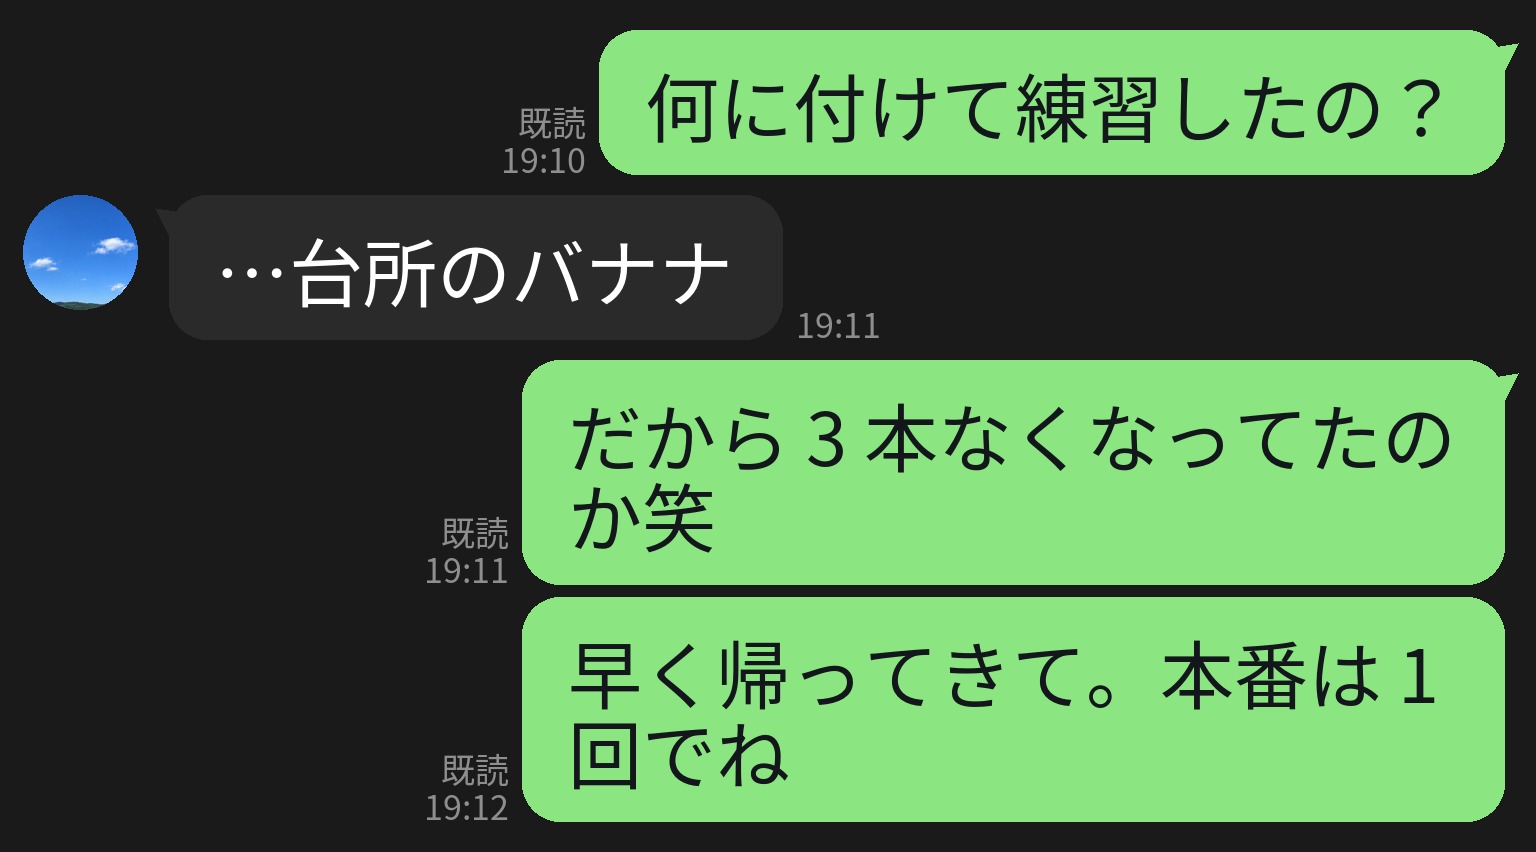 何に付けて練習したの？
既読
19:10
…台所のバナナ
19:11
だから３本なくなってたの
か笑
既読
19:11
早く帰ってきて。本番は１
回でね
既読
19:12